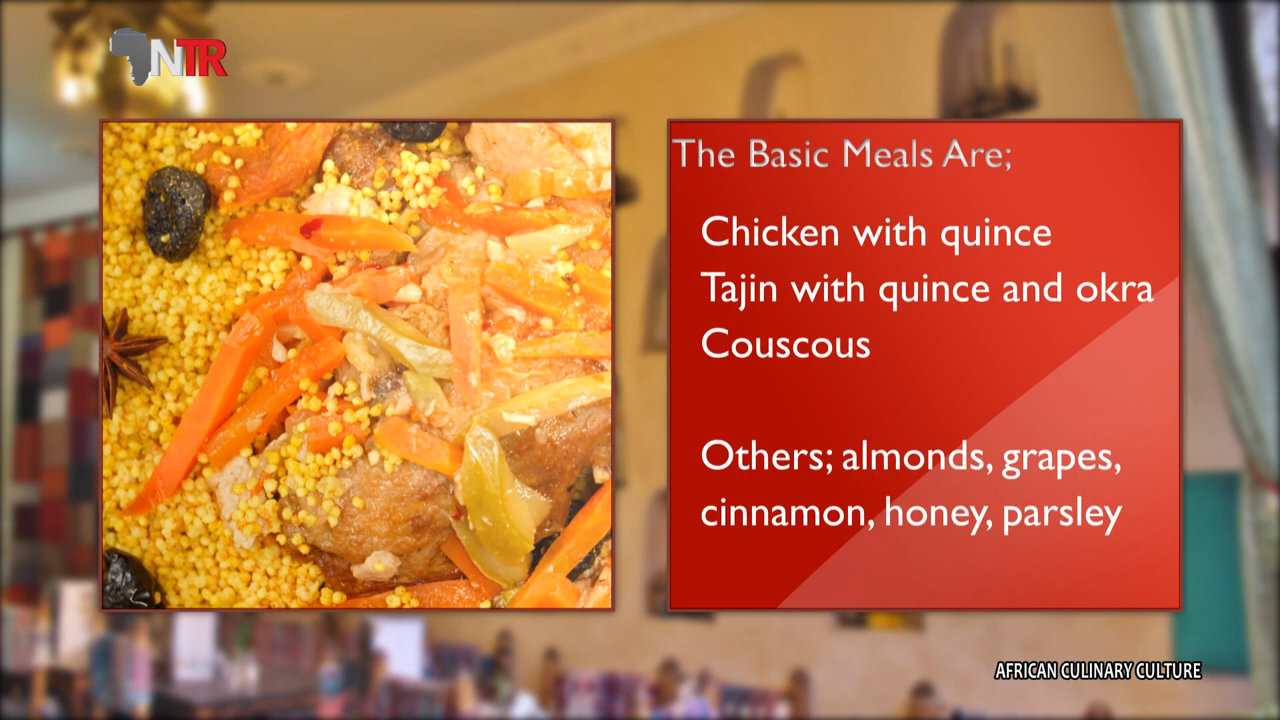 NTR
The Basic Meals Are;
Chicken with quince
Tajin with quince and okra
Couscous
Others; almonds, grapes,
cinnamon, honey, parsley
AFRICAN CULINARY CULTURE